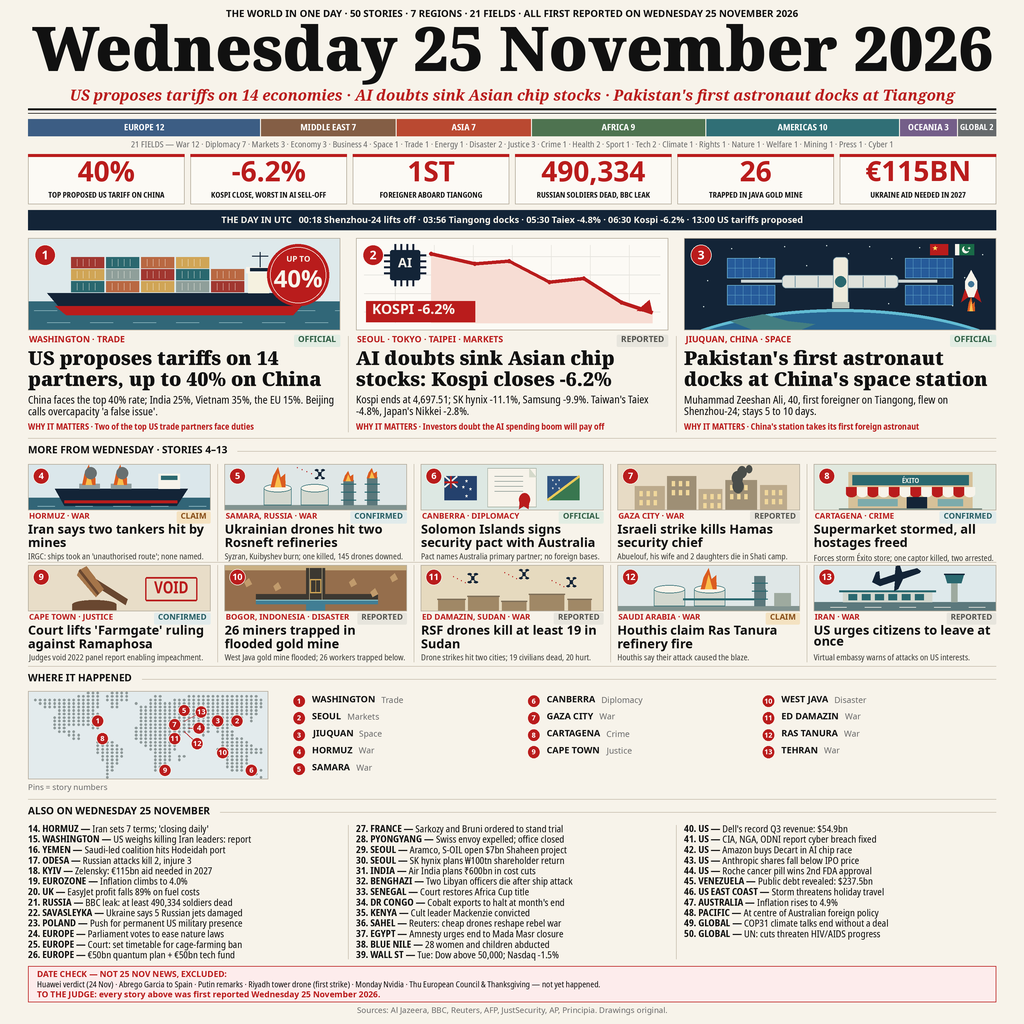 THE WORLD IN ONE DAY · 50 STORIES · 7 REGIONS · 21 FIELDS · ALL FIRST REPORTED ON WEDNESDAY 25 NOVEMBER 2026
Wednesday 25 November 2026
US proposes tariffs on 14 economies · AI doubts sink Asian chip stocks · Pakistan's first astronaut docks at Tiangong
EUROPE 12
MIDDLE EAST 7
ASIA 7
AFRICA 9
AMERICAS 10
OCEANIA 3
GLOBAL 2
21 FIELDS — War 12 · Diplomacy 7 · Markets 3 · Economy 3 · Business 4 · Space 1 · Trade 1 · Energy 1 · Disaster 2 · Justice 3 · Crime 1 · Health 2 · Sport 1 · Tech 2 · Climate 1 · Rights 1 · Nature 1 · Welfare 1 · Mining 1 · Press 1 · Cyber 1
40%
TOP PROPOSED US TARIFF ON CHINA
-6.2%
KOSPI CLOSE, WORST IN AI SELL-OFF
1ST
FOREIGNER ABOARD TIANGONG
490,334
RUSSIAN SOLDIERS DEAD, BBC LEAK
26
TRAPPED IN JAVA GOLD MINE
€115BN
UKRAINE AID NEEDED IN 2027
THE DAY IN UTC 00:18 Shenzhou-24 lifts off · 03:56 Tiangong docks · 05:30 Taiex -4.8% · 06:30 Kospi -6.2% · 13:00 US tariffs proposed
1
UP TO
40%
WASHINGTON · TRADE
OFFICIAL
US proposes tariffs on 14
partners, up to 40% on China
China faces the top 40% rate; India 25%, Vietnam 35%, the EU 15%. Beijing
calls overcapacity 'a false issue'.
WHY IT MATTERS · Two of the top US trade partners face duties
2
AI
KOSPI -6.2%
SEOUL · TOKYO · TAIPEI · MARKETS
REPORTED
AI doubts sink Asian chip
stocks: Kospi closes -6.2%
Kospi ends at 4,697.51; SK hynix -11.1%, Samsung -9.9%. Taiwan's Taiex
-4.8%, Japan's Nikkei -2.8%.
WHY IT MATTERS · Investors doubt the AI spending boom will pay off
3
JIUQUAN, CHINA · SPACE
OFFICIAL
Pakistan's first astronaut
docks at China's space station
Muhammad Zeeshan Ali, 40, first foreigner on Tiangong, flew on
Shenzhou-24; stays 5 to 10 days.
WHY IT MATTERS · China's station takes its first foreign astronaut
MORE FROM WEDNESDAY · STORIES 4–13
4
HORMUZ · WAR
CLAIM
Iran says two tankers hit by
mines
IRGC: ships took an 'unauthorised route'; none named.
5
SAMARA, RUSSIA · WAR
CONFIRMED
Ukrainian drones hit two
Rosneft refineries
Syzran, Kuibyshev burn; one killed, 145 drones downed.
6
CANBERRA · DIPLOMACY
OFFICIAL
Solomon Islands signs
security pact with Australia
Pact names Australia primary partner; no foreign bases.
7
GAZA CITY · WAR
REPORTED
Israeli strike kills Hamas
security chief
Abuelouf, his wife and 2 daughters die in Shati camp.
8
ÉXITO
CARTAGENA · CRIME
CONFIRMED
Supermarket stormed, all
hostages freed
Forces storm Éxito store; one captor killed, two arrested.
9
VOID
CAPE TOWN · JUSTICE
CONFIRMED
Court lifts 'Farmgate' ruling
against Ramaphosa
Judges void 2022 panel report enabling impeachment.
10
BOGOR, INDONESIA · DISASTER
REPORTED
26 miners trapped in
flooded gold mine
West Java gold mine flooded; 26 workers trapped below.
11
ED DAMAZIN, SUDAN · WAR
REPORTED
RSF drones kill at least 19 in
Sudan
Drone strikes hit two cities; 19 civilians dead, 20 hurt.
12
SAUDI ARABIA · WAR
CLAIM
Houthis claim Ras Tanura
refinery fire
Houthis say their attack caused the blaze.
13
IRAN · WAR
REPORTED
US urges citizens to leave at
once
Virtual embassy warns of attacks on US interests.
WHERE IT HAPPENED
1
2
3
4
5
6
7
8
9
10
11
12
13
Pins = story numbers
1 WASHINGTON Trade
2 SEOUL Markets
3 JIUQUAN Space
4 HORMUZ War
5 SAMARA War
6 CANBERRA Diplomacy
7 GAZA CITY War
8 CARTAGENA Crime
9 CAPE TOWN Justice
10 WEST JAVA Disaster
11 ED DAMAZIN War
12 RAS TANURA War
13 TEHRAN War
ALSO ON WEDNESDAY 25 NOVEMBER
14. HORMUZ — Iran sets 7 terms; 'closing daily'
15. WASHINGTON — US weighs killing Iran leaders: report
16. YEMEN — Saudi-led coalition hits Hodeidah port
17. ODESA — Russian attacks kill 2, injure 3
18. KYIV — Zelensky: €115bn aid needed in 2027
19. EUROZONE — Inflation climbs to 4.0%
20. UK — EasyJet profit falls 89% on fuel costs
21. RUSSIA — BBC leak: at least 490,334 soldiers dead
22. SAVASLEYKA — Ukraine says 5 Russian jets damaged
23. POLAND — Push for permanent US military presence
24. EUROPE — Parliament votes to ease nature laws
25. EUROPE — Court: set timetable for cage-farming ban
26. EUROPE — €50bn quantum plan + €50bn tech fund
27. FRANCE — Sarkozy and Bruni ordered to stand trial
28. PYONGYANG — Swiss envoy expelled; office closed
29. SEOUL — Aramco, S-OIL open $7bn Shaheen project
30. SEOUL — SK hynix plans ₩100tn shareholder return
31. INDIA — Air India plans ₹600bn in cost cuts
32. BENGHAZI — Two Libyan officers die after ship attack
33. SENEGAL — Court restores Africa Cup title
34. DR CONGO — Cobalt exports to halt at month's end
35. KENYA — Cult leader Mackenzie convicted
36. SAHEL — Reuters: cheap drones reshape rebel war
37. EGYPT — Amnesty urges end to Mada Masr closure
38. BLUE NILE — 28 women and children abducted
39. WALL ST — Tue: Dow above 50,000; Nasdaq -1.5%
40. US — Dell's record Q3 revenue: $54.9bn
41. US — CIA, NGA, ODNI report cyber breach fixed
42. US — Amazon buys Decart in AI chip race
43. US — Anthropic shares fall below IPO price
44. US — Roche cancer pill wins 2nd FDA approval
45. VENEZUELA — Public debt revealed: $237.5bn
46. US EAST COAST — Storm threatens holiday travel
47. AUSTRALIA — Inflation rises to 4.9%
48. PACIFIC — At centre of Australian foreign policy
49. GLOBAL — COP31 climate talks end without a deal
50. GLOBAL — UN: cuts threaten HIV/AIDS progress
DATE CHECK — NOT 25 NOV NEWS, EXCLUDED:
Huawei verdict (24 Nov) · Abrego Garcia to Spain · Putin remarks · Riyadh tower drone (first strike) · Monday Nvidia · Thu European Council & Thanksgiving — not yet happened.
TO THE JUDGE: every story above was first reported Wednesday 25 November 2026.
Sources: Al Jazeera, BBC, Reuters, AFP, JustSecurity, AP, Principia. Drawings original.